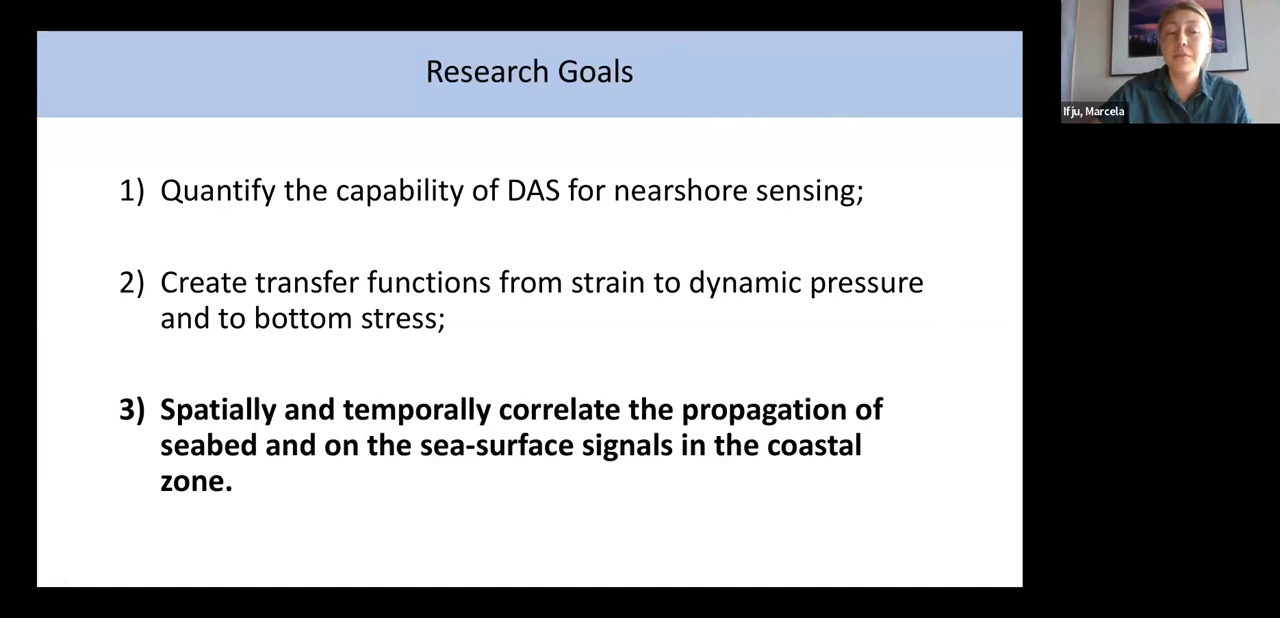 Research Goals
1) Quantify the capability of DAS for nearshore sensing;
2) Create transfer functions from strain to dynamic pressure
and to bottom stress;
3) Spatially and temporally correlate the propagation of
seabed and on the sea-surface signals in the coastal
zone.
Ifju, Marcela